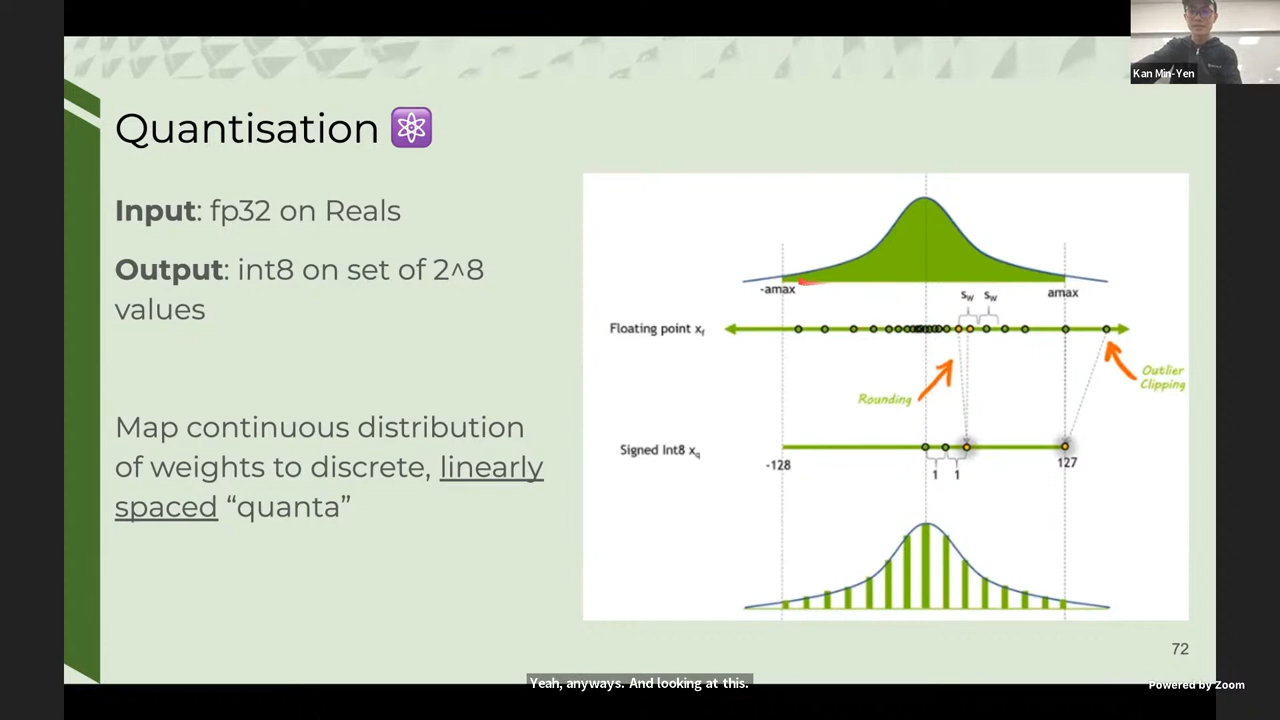 Kan Min-Yen
Quantisation
Input: fp32 on Reals
Output: int8 on set of 2^8
values
Map continuous distribution
of weights to discrete, linearly
spaced “quanta”
-amax
amax
sw sw
Floating point xf
Rounding
Outlier
Clipping
Signed Int8 xq
-128
127
1 1
72
Yeah, anyways. And looking at this.
Powered by Zoom